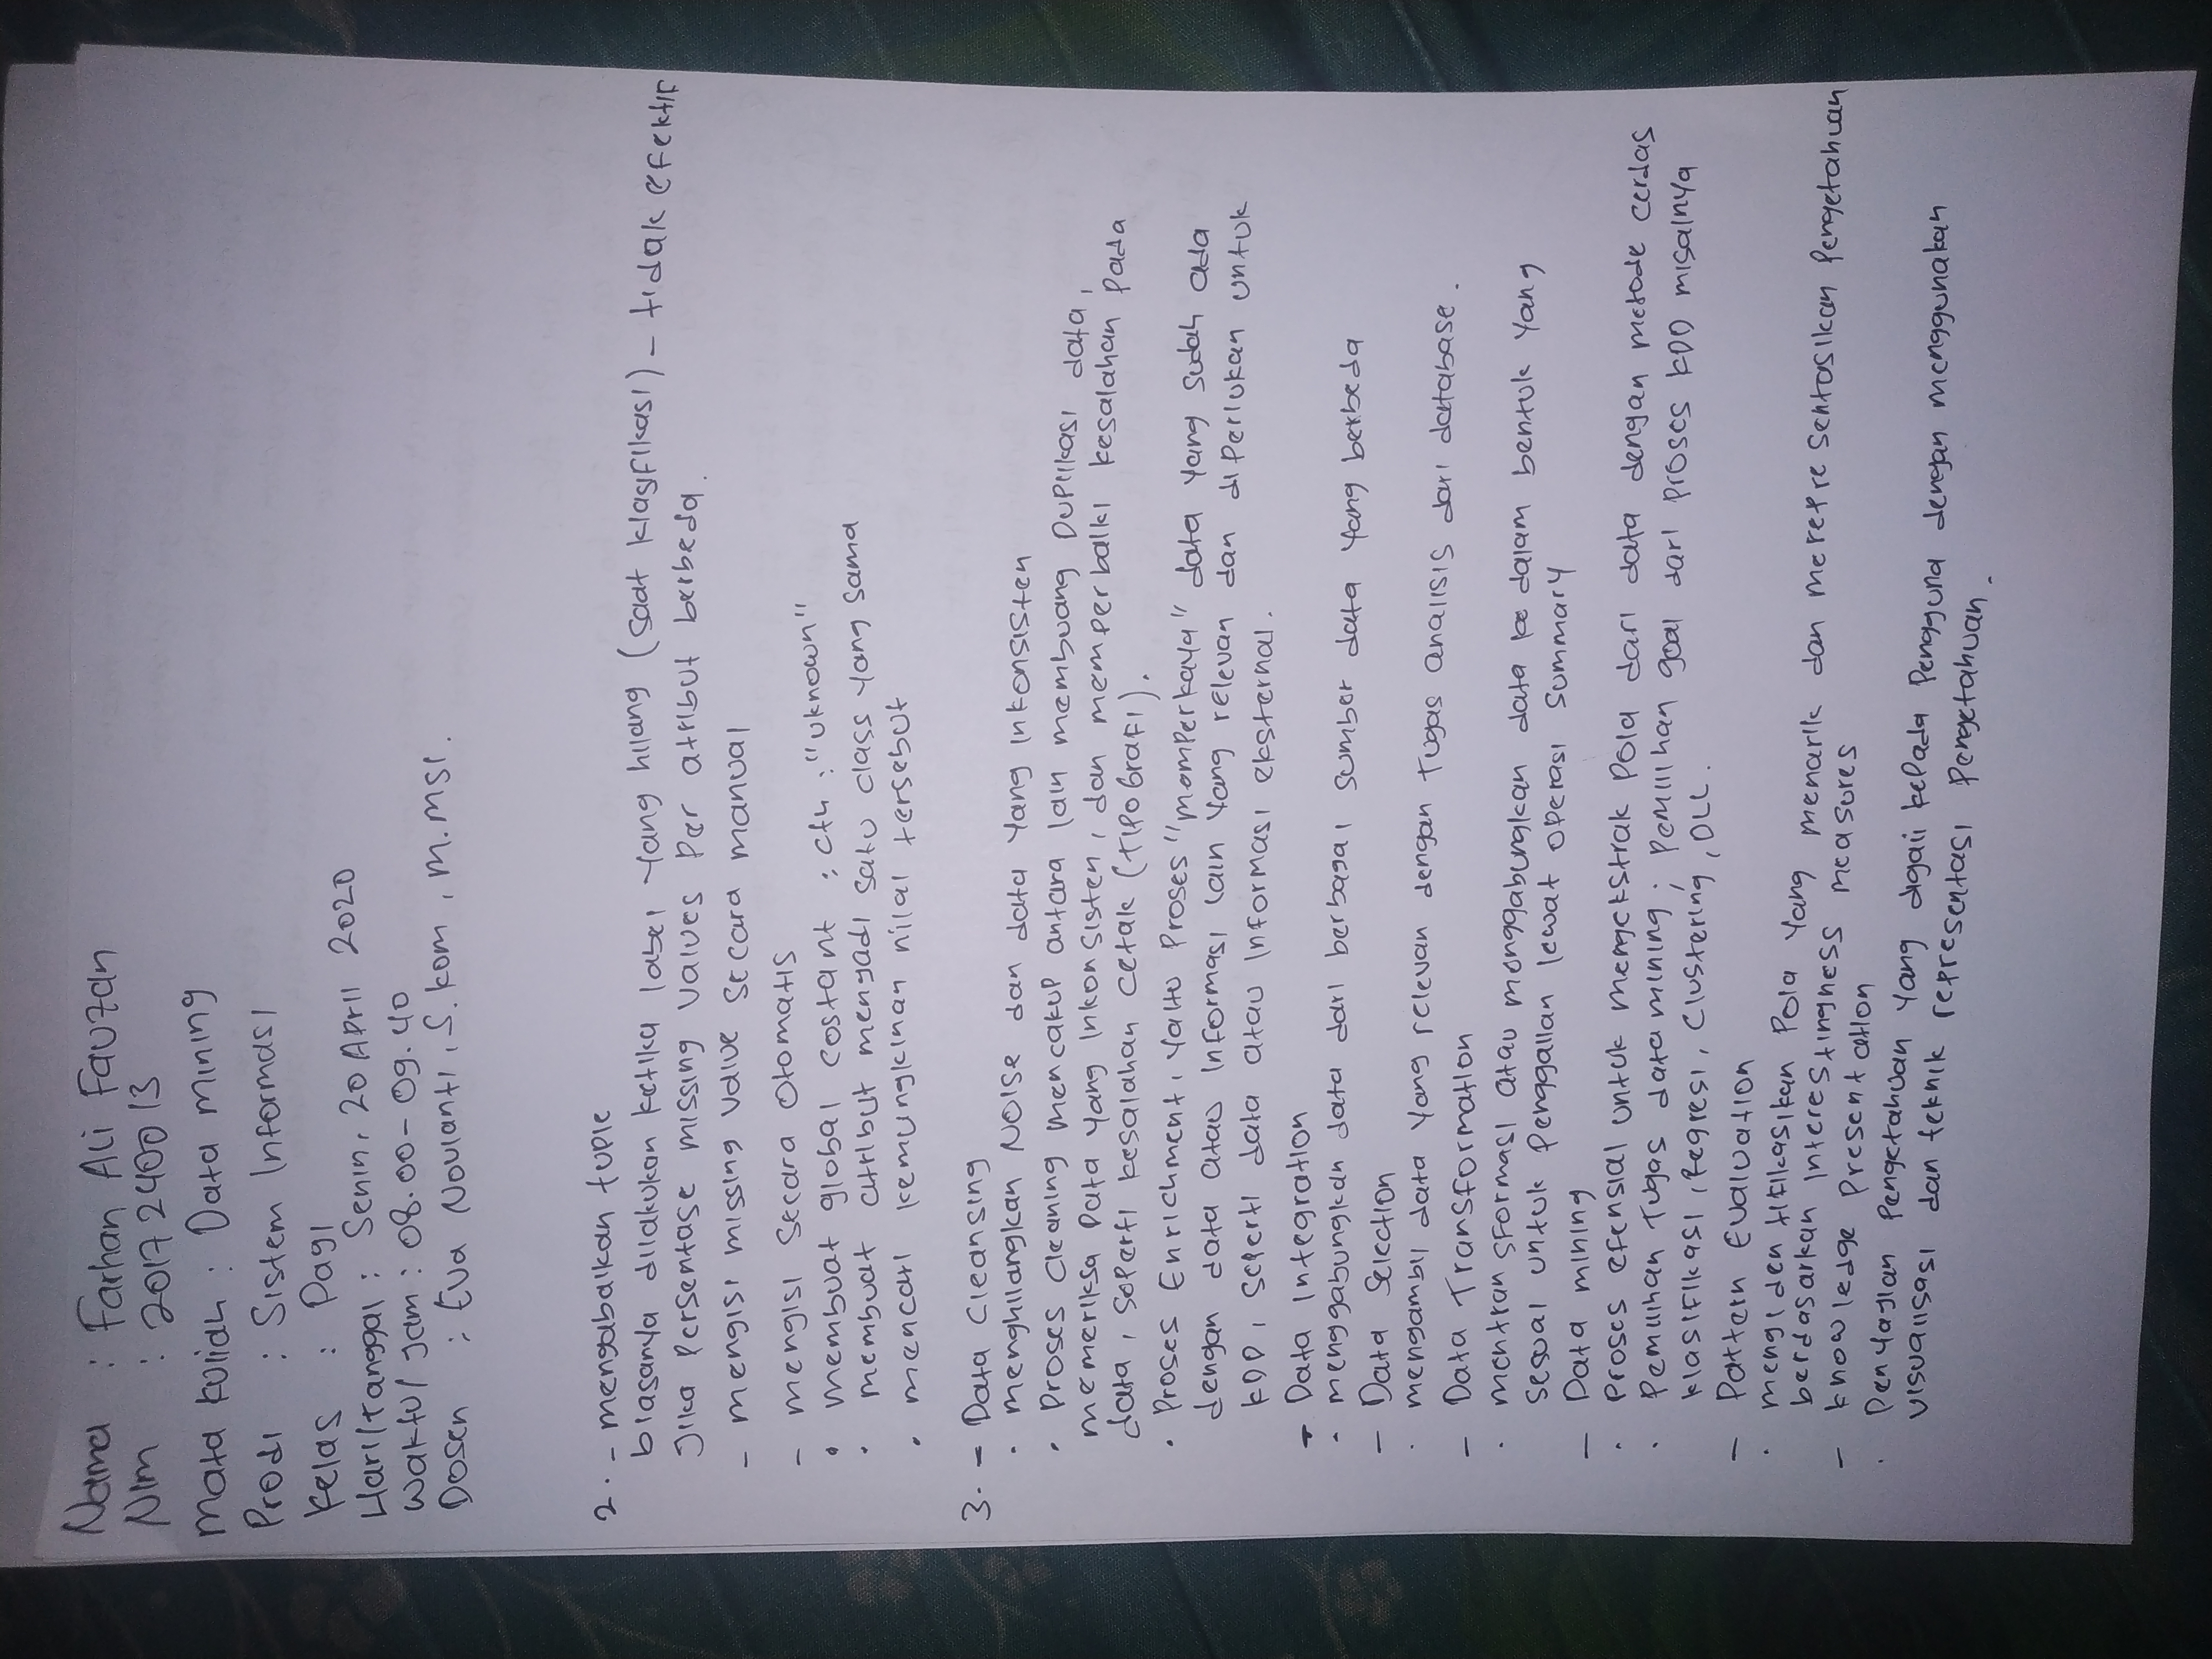 Nama : Farhan Ali Fauzan
Nim : 2017 2400 13
Mata kuliah : Data mining
Prodi : Sistem Informasi
Kelas : Pagi
Hari/Tanggal : Senin, 20 April 2020
Waktu/Jam : 08.00-09.40
Dosen : Eva Novianti, S.kom, M.MSI.
2. - mengabaikan tuple
biasanya dilakukan ketika label yang hilang (saat klasifikasi) - tidak efektif
Jika Persentase missing values Per atribut berbeda.
- mengisi missing value secara manual
- mengisi Secara Otomatis
• membuat global costant ; cth : "uknown"
• membuat attribut menjadi satu class yang sama
• mencari kemungkinan nilai tersebut
3. - Data Cleansing
• menghilangkan NOISE dan data yang inkonsisten
• Proses Cleaning mencakup antara lain membuang Duplikasi data,
memeriksa Data yang Inkonsisten, dan memperbaiki kesalahan Pada
data, seperti kesalahan cetak (tipografi).
• Proses Enrichment, yaitu Proses "memperkaya" data yang sudah ada
dengan data atau informasi lain yang relevan dan diperlukan untuk
KDD, seperti data atau informasi eksternal.
- Data Integration
• menggabungkan data dari berbagai sumber data yang berbeda
- Data Selection
• mengambil data yang relevan dengan Tugas analisis dari database.
- Data Transformation
• mentransformasi atau menggabungkan data ke dalam bentuk yang
sesuai untuk Penggalian lewat operasi summary
- Data mining
• Proses efensial untuk mengekstrak Pola dari data dengan metode cerdas
• Pemilihan Tugas data mining ; Pemilihan goal dari Proses KDD misalnya
klasifikasi, Regresi, Clustering, DLL.
- Pattern Evaluation
• mengidentifikasikan Pola yang menarik dan merepresentasikan Pengetahuan
berdasarkan Interestingness measures
- knowledge Presentation
• Penyajian Pengetahuan yang digali kepada Pengguna dengan menggunakan
visualisasi dan teknik representasi Pengetahuan.